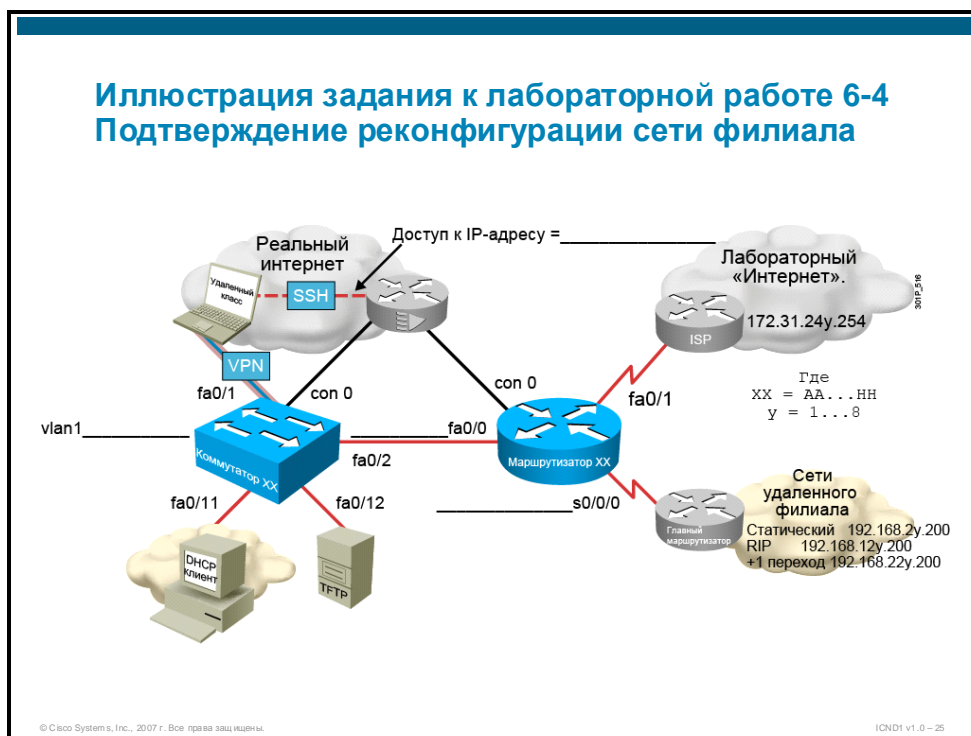 Иллюстрация задания к лабораторной работе 6-4
Подтверждение реконфигурации сети филиала
Доступ к IP-адресу =_________________
Реальный
интернет
Удаленный
класс
SSH
VPN
Лабораторный
«Интернет».
172.31.24y.254
ISP
301P_516
fa0/1
con 0
con 0
fa0/1
Где
XX = AA...HH
y = 1...8
vlan1___________
__________fa0/0
Коммутатор XX
fa0/2
Маршрутизатор XX
fa0/11
fa0/12
______________s0/0/0
Сети
удаленного
филиала
Главный
маршрутизатор
Статический 192.168.2y.200
RIP 192.168.12y.200
+1 переход 192.168.22y.200
DHCP
клиент
TFTP
© Cisco Systems, Inc., 2007 г. Все права защищены.
ICND1 v1.0 – 25